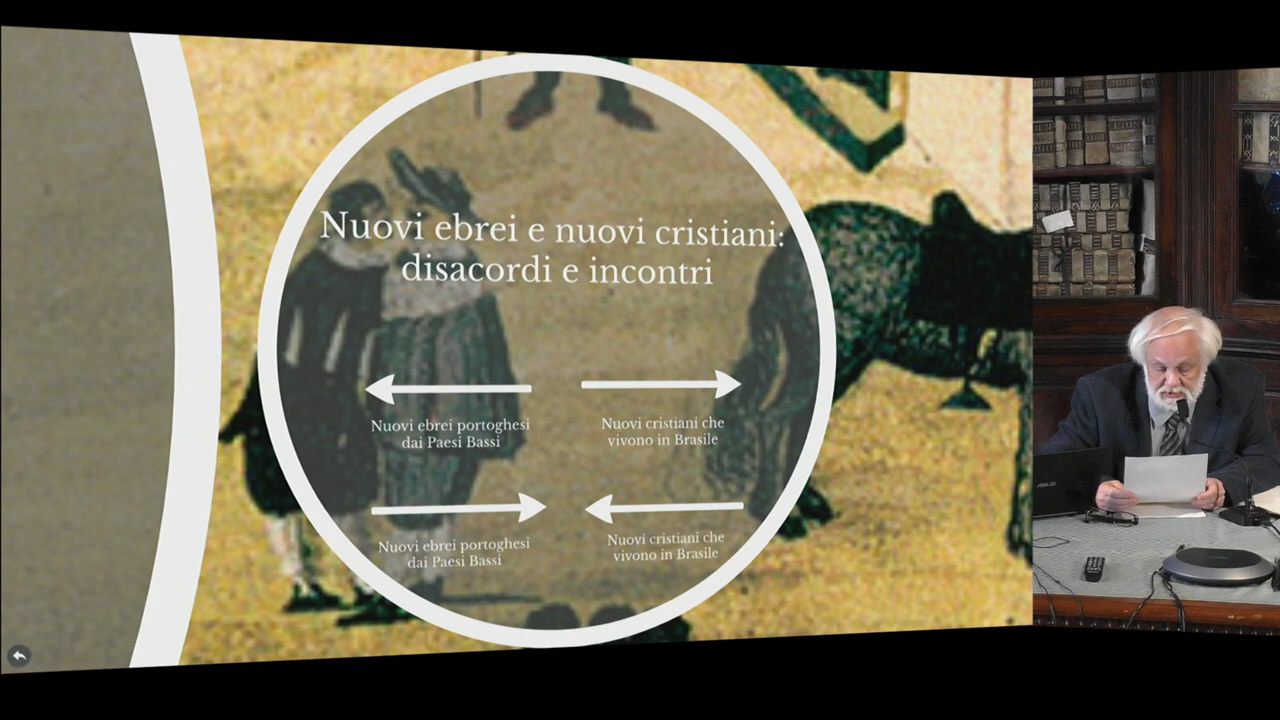 Nuovi ebrei e nuovi cristiani:
disacordi e incontri
Nuovi ebrei portoghesi
dai Paesi Bassi
Nuovi cristiani che
vivono in Brasile
Nuovi ebrei portoghesi
dai Paesi Bassi
Nuovi cristiani che
vivono in Brasile
ASUS